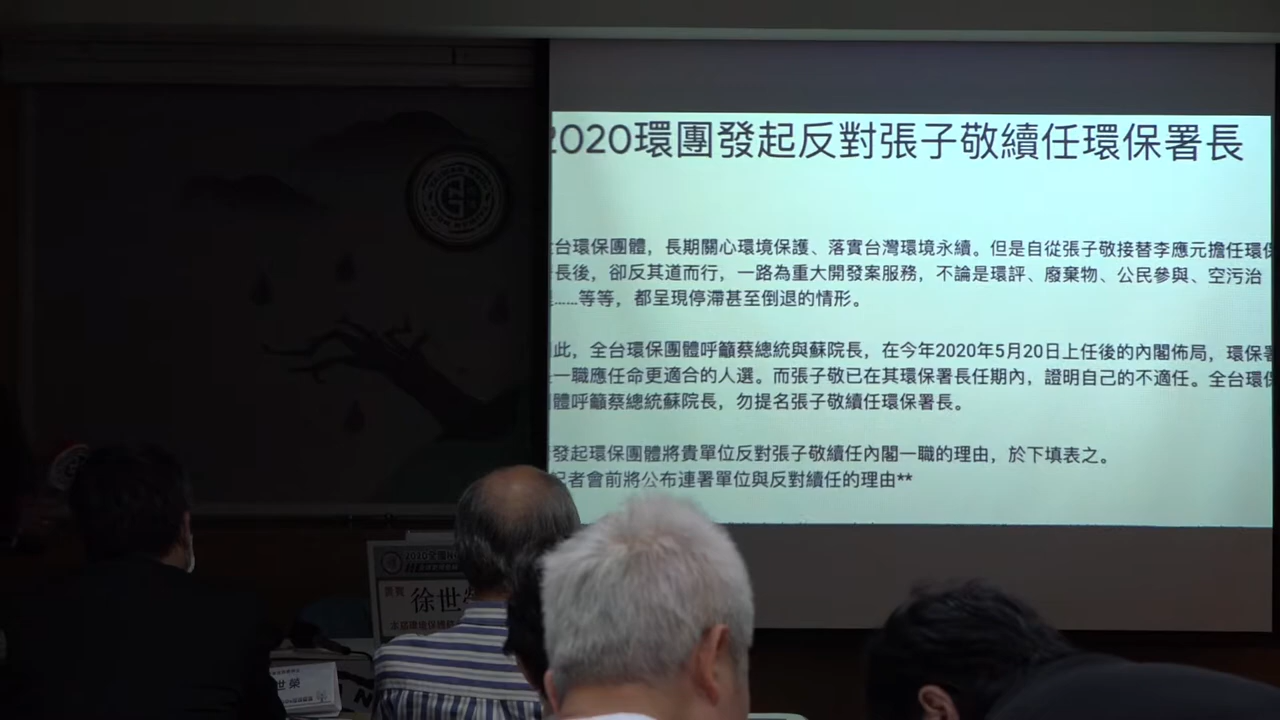 2020環團發起反對張子敬續任環保署長
台環保團體，長期關心環境保護、落實台灣環境永續。但是自從張子敬接替李應元擔任環保
長後，卻反其道而行，一路為重大開發案服務，不論是環評、廢棄物、公民參與、空污治
……等等，都呈現停滯甚至倒退的情形。
此，全台環保團體呼籲蔡總統與蘇院長，在今年2020年5月20日上任後的內閣佈局，環保署
一職應任命更適合的人選。而張子敬已在其環保署長任期內，證明自己的不適任。全台環保
體呼籲蔡總統蘇院長，勿提名張子敬續任環保署長。
發起環保團體將貴單位反對張子敬續任內閣一職的理由，於下填表之。
記者會前將公布連署單位與反對續任的理由**
2020全國N
徐世
世榮